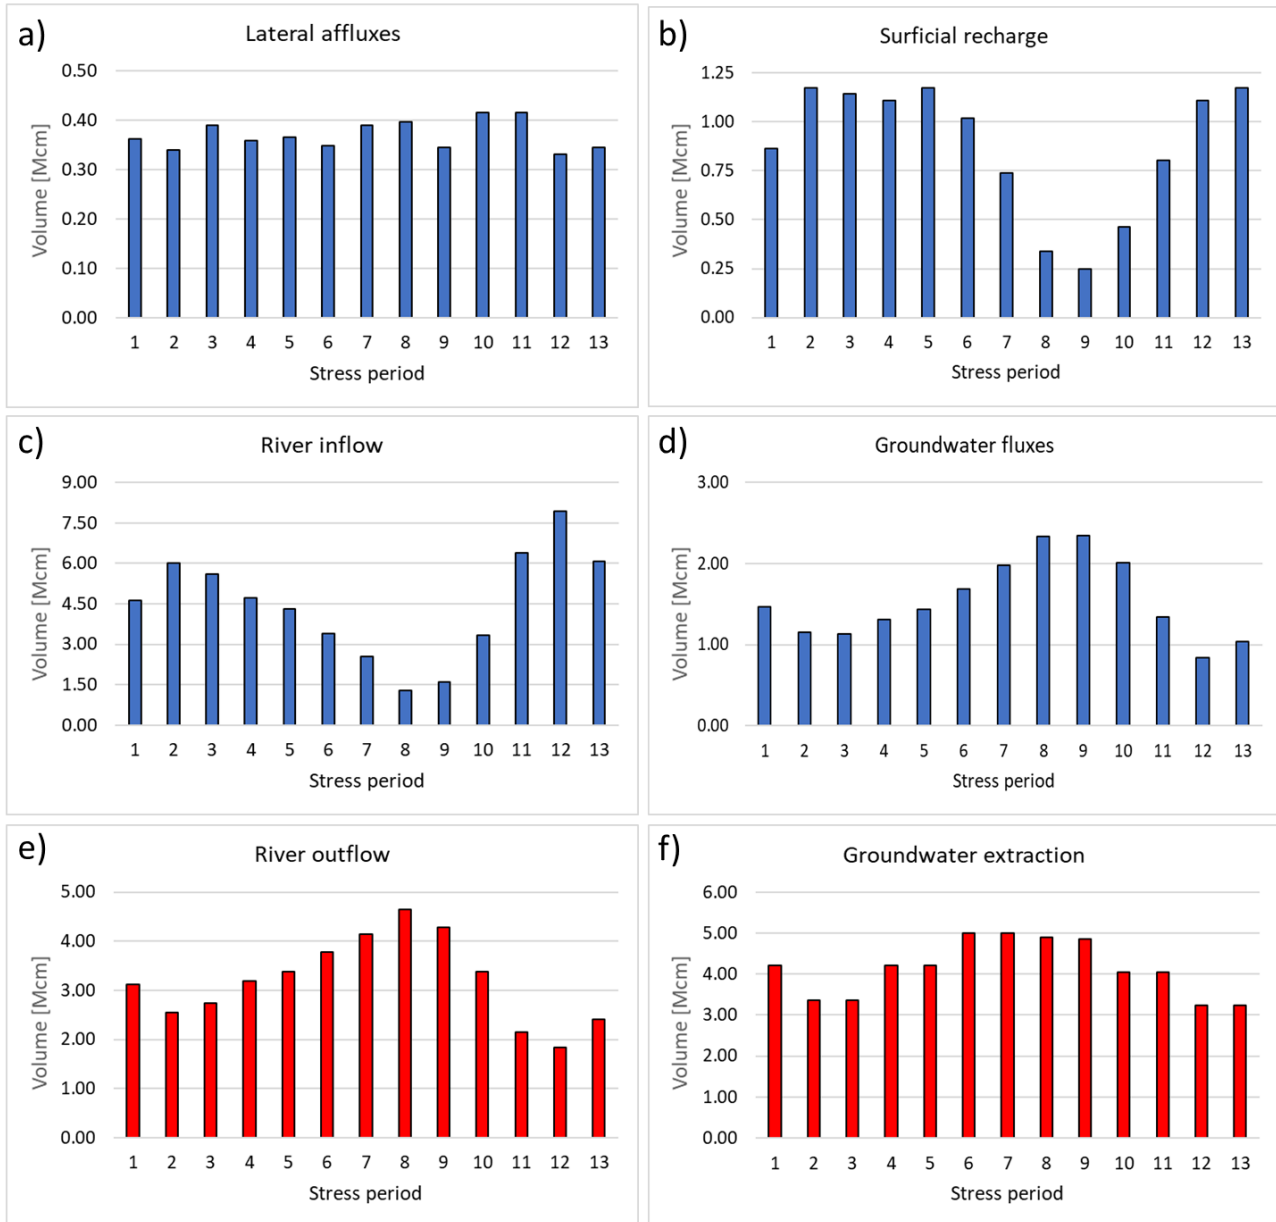 a)
Lateral affluxes
Volume [Mcm]
0.50
0.40
0.30
0.20
0.10
0.00
1 2 3 4 5 6 7 8 9 10 11 12 13
Stress period
b)
Surficial recharge
Volume [Mcm]
1.25
1.00
0.75
0.50
0.25
0.00
1 2 3 4 5 6 7 8 9 10 11 12 13
Stress period
c)
River inflow
Volume [Mcm]
9.00
7.50
6.00
4.50
3.00
1.50
0.00
1 2 3 4 5 6 7 8 9 10 11 12 13
Stress period
d)
Groundwater fluxes
Volume [Mcm]
3.00
2.00
1.00
0.00
1 2 3 4 5 6 7 8 9 10 11 12 13
Stress period
e)
River outflow
Volume [Mcm]
5.00
4.00
3.00
2.00
1.00
0.00
1 2 3 4 5 6 7 8 9 10 11 12 13
Stress period
f)
Groundwater extraction
Volume [Mcm]
6.00
5.00
4.00
3.00
2.00
1.00
0.00
1 2 3 4 5 6 7 8 9 10 11 12 13
Stress period